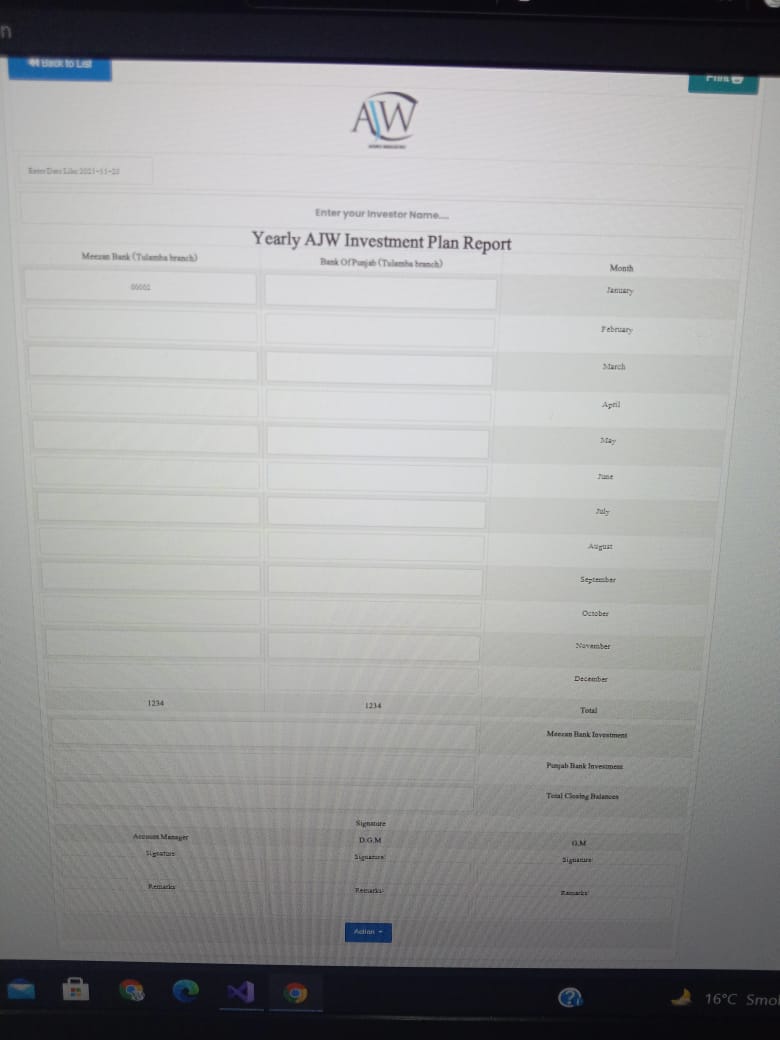 n
Back to List
Print
AJW
Enter Date Like 2021-11-23
Enter your Investor Name....
Yearly AJW Investment Plan Report
Meezan Bank (Tulamba branch) Bank Of Punjab (Tulamba branch) Month
January
February
March
April
May
June
July
August
September
October
November
December
1234 1234 Total
Meezan Bank Investment
Punjab Bank Investment
Total Closing Balances
Signature
Account Manager D.G.M G.M
Signature: Signature: Signature:
Remarks: Remarks: Remarks:
Action
16°C Smo